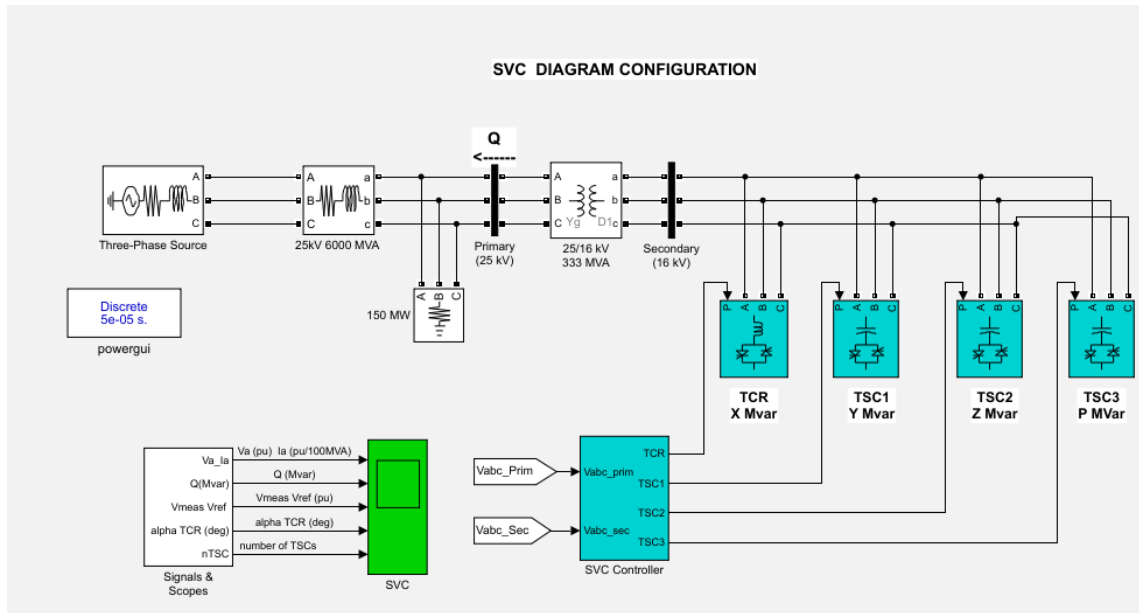 SVC DIAGRAM CONFIGURATION
Q
<------
A
B
C
Three-Phase Source
A
B
C
a
b
c
25kV 6000 MVA
Primary
(25 kV)
A
B
C
Yg
D1
a
b
c
25/16 kV
333 MVA
Secondary
(16 kV)
A B C
150 MW
Discrete
5e-05 s.
powergui
P A B C
TCR
X Mvar
P A B C
TSC1
Y Mvar
P A B C
TSC2
Z Mvar
P A B C
TSC3
P MVar
Va_Ia
Q(Mvar)
Vmeas Vref
alpha TCR (deg)
nTSC
Signals &
Scopes
Va (pu) Ia (pu/100MVA)
Q (Mvar)
Vmeas Vref (pu)
alpha TCR (deg)
number of TSCs
SVC
Vabc_Prim
Vabc_Sec
Vabc_prim
Vabc_sec
TCR
TSC1
TSC2
TSC3
SVC Controller